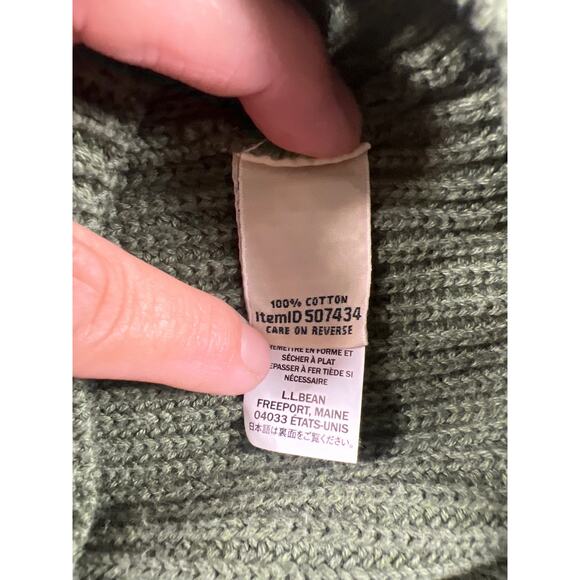 100% COTTON
ItemID 507434
CARE ON REVERSE
REMETTRE EN FORME ET
SÉCHER À PLAT
REPASSER À FER TIÈDE SI
NÉCESSAIRE
L.L.BEAN
FREEPORT, MAINE
04033 ÉTATS-UNIS
日本語は裏面をご覧ください。